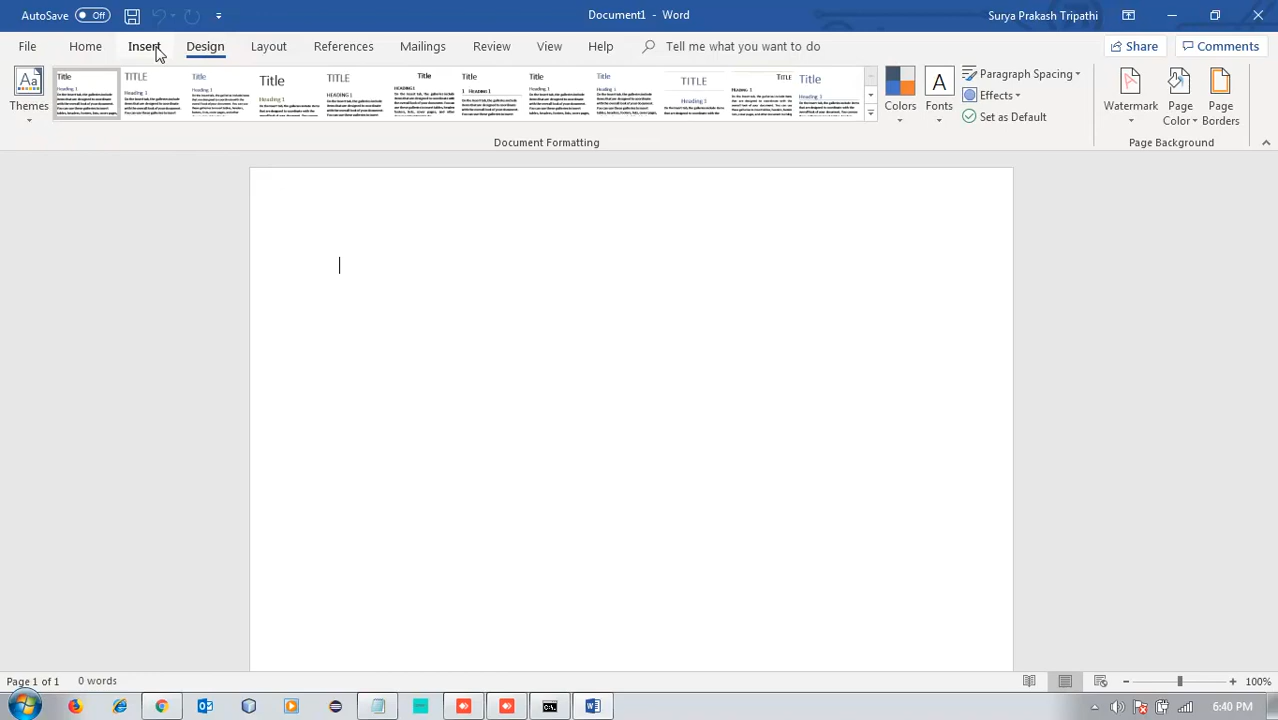 AutoSave Off
Document1 - Word
Surya Prakash Tripathi
File Home Insert Design Layout References Mailings Review View Help Tell me what you want to do
Share Comments
Title TITLE Title Title TITLE Title Title Title Title TITLE TITLE Title
Heading 1 Heading 1 Heading 1 Heading 1 HEADING 1 HEADING 1 1 HEADING 1 Heading 1 Heading 1 Heading 1 HEADING 1 Heading 1
Colors Fonts
Paragraph Spacing
Effects
Set as Default
Page Color
Page Borders
Document Formatting
Page Background
Page 1 of 1 0 words
100%
6:40 PM